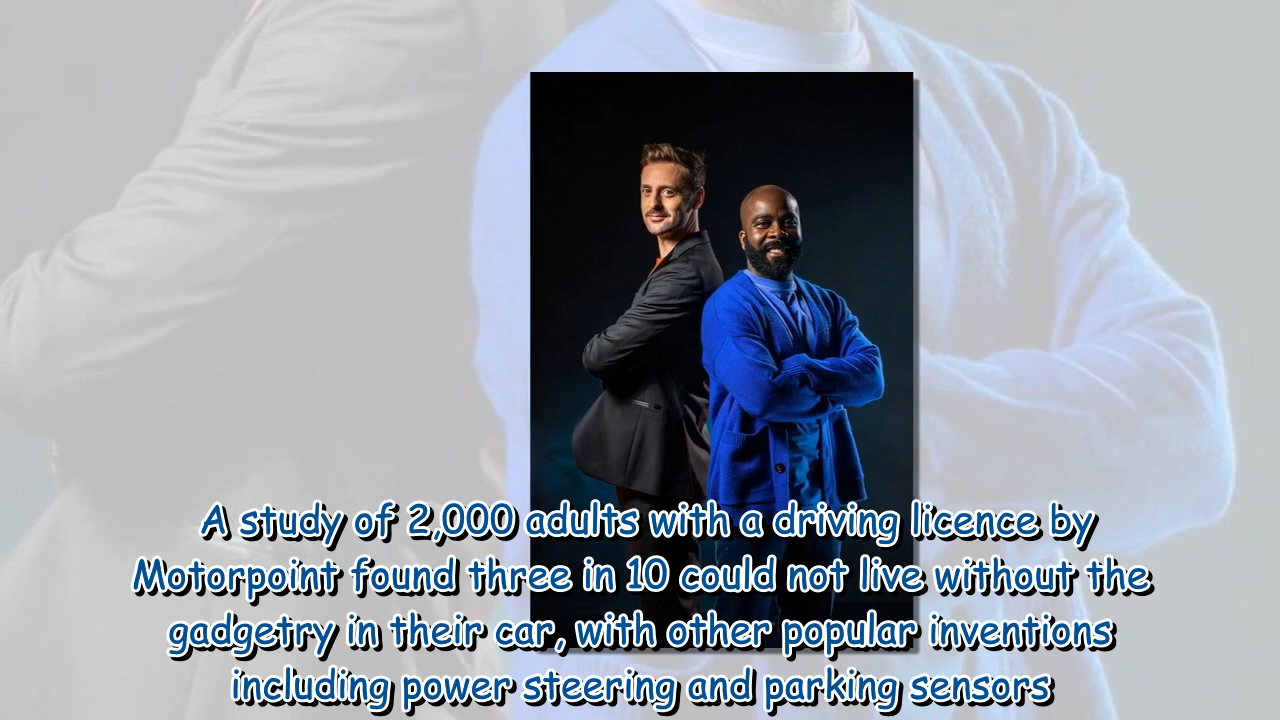 A study of 2,000 adults with a driving licence by
Motorpoint found three in 10 could not live without the
gadgetry in their car, with other popular inventions
including power steering and parking sensors